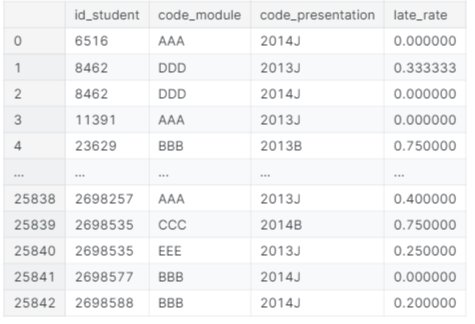 id_student code_module code_presentation late_rate
0 6516 AAA 2014J 0.000000
1 8462 DDD 2013J 0.333333
2 8462 DDD 2014J 0.000000
3 11391 AAA 2013J 0.000000
4 23629 BBB 2013B 0.750000
... ... ... ... ...
25838 2698257 AAA 2013J 0.400000
25839 2698535 CCC 2014B 0.750000
25840 2698535 EEE 2013J 0.250000
25841 2698577 BBB 2014J 0.000000
25842 2698588 BBB 2014J 0.200000